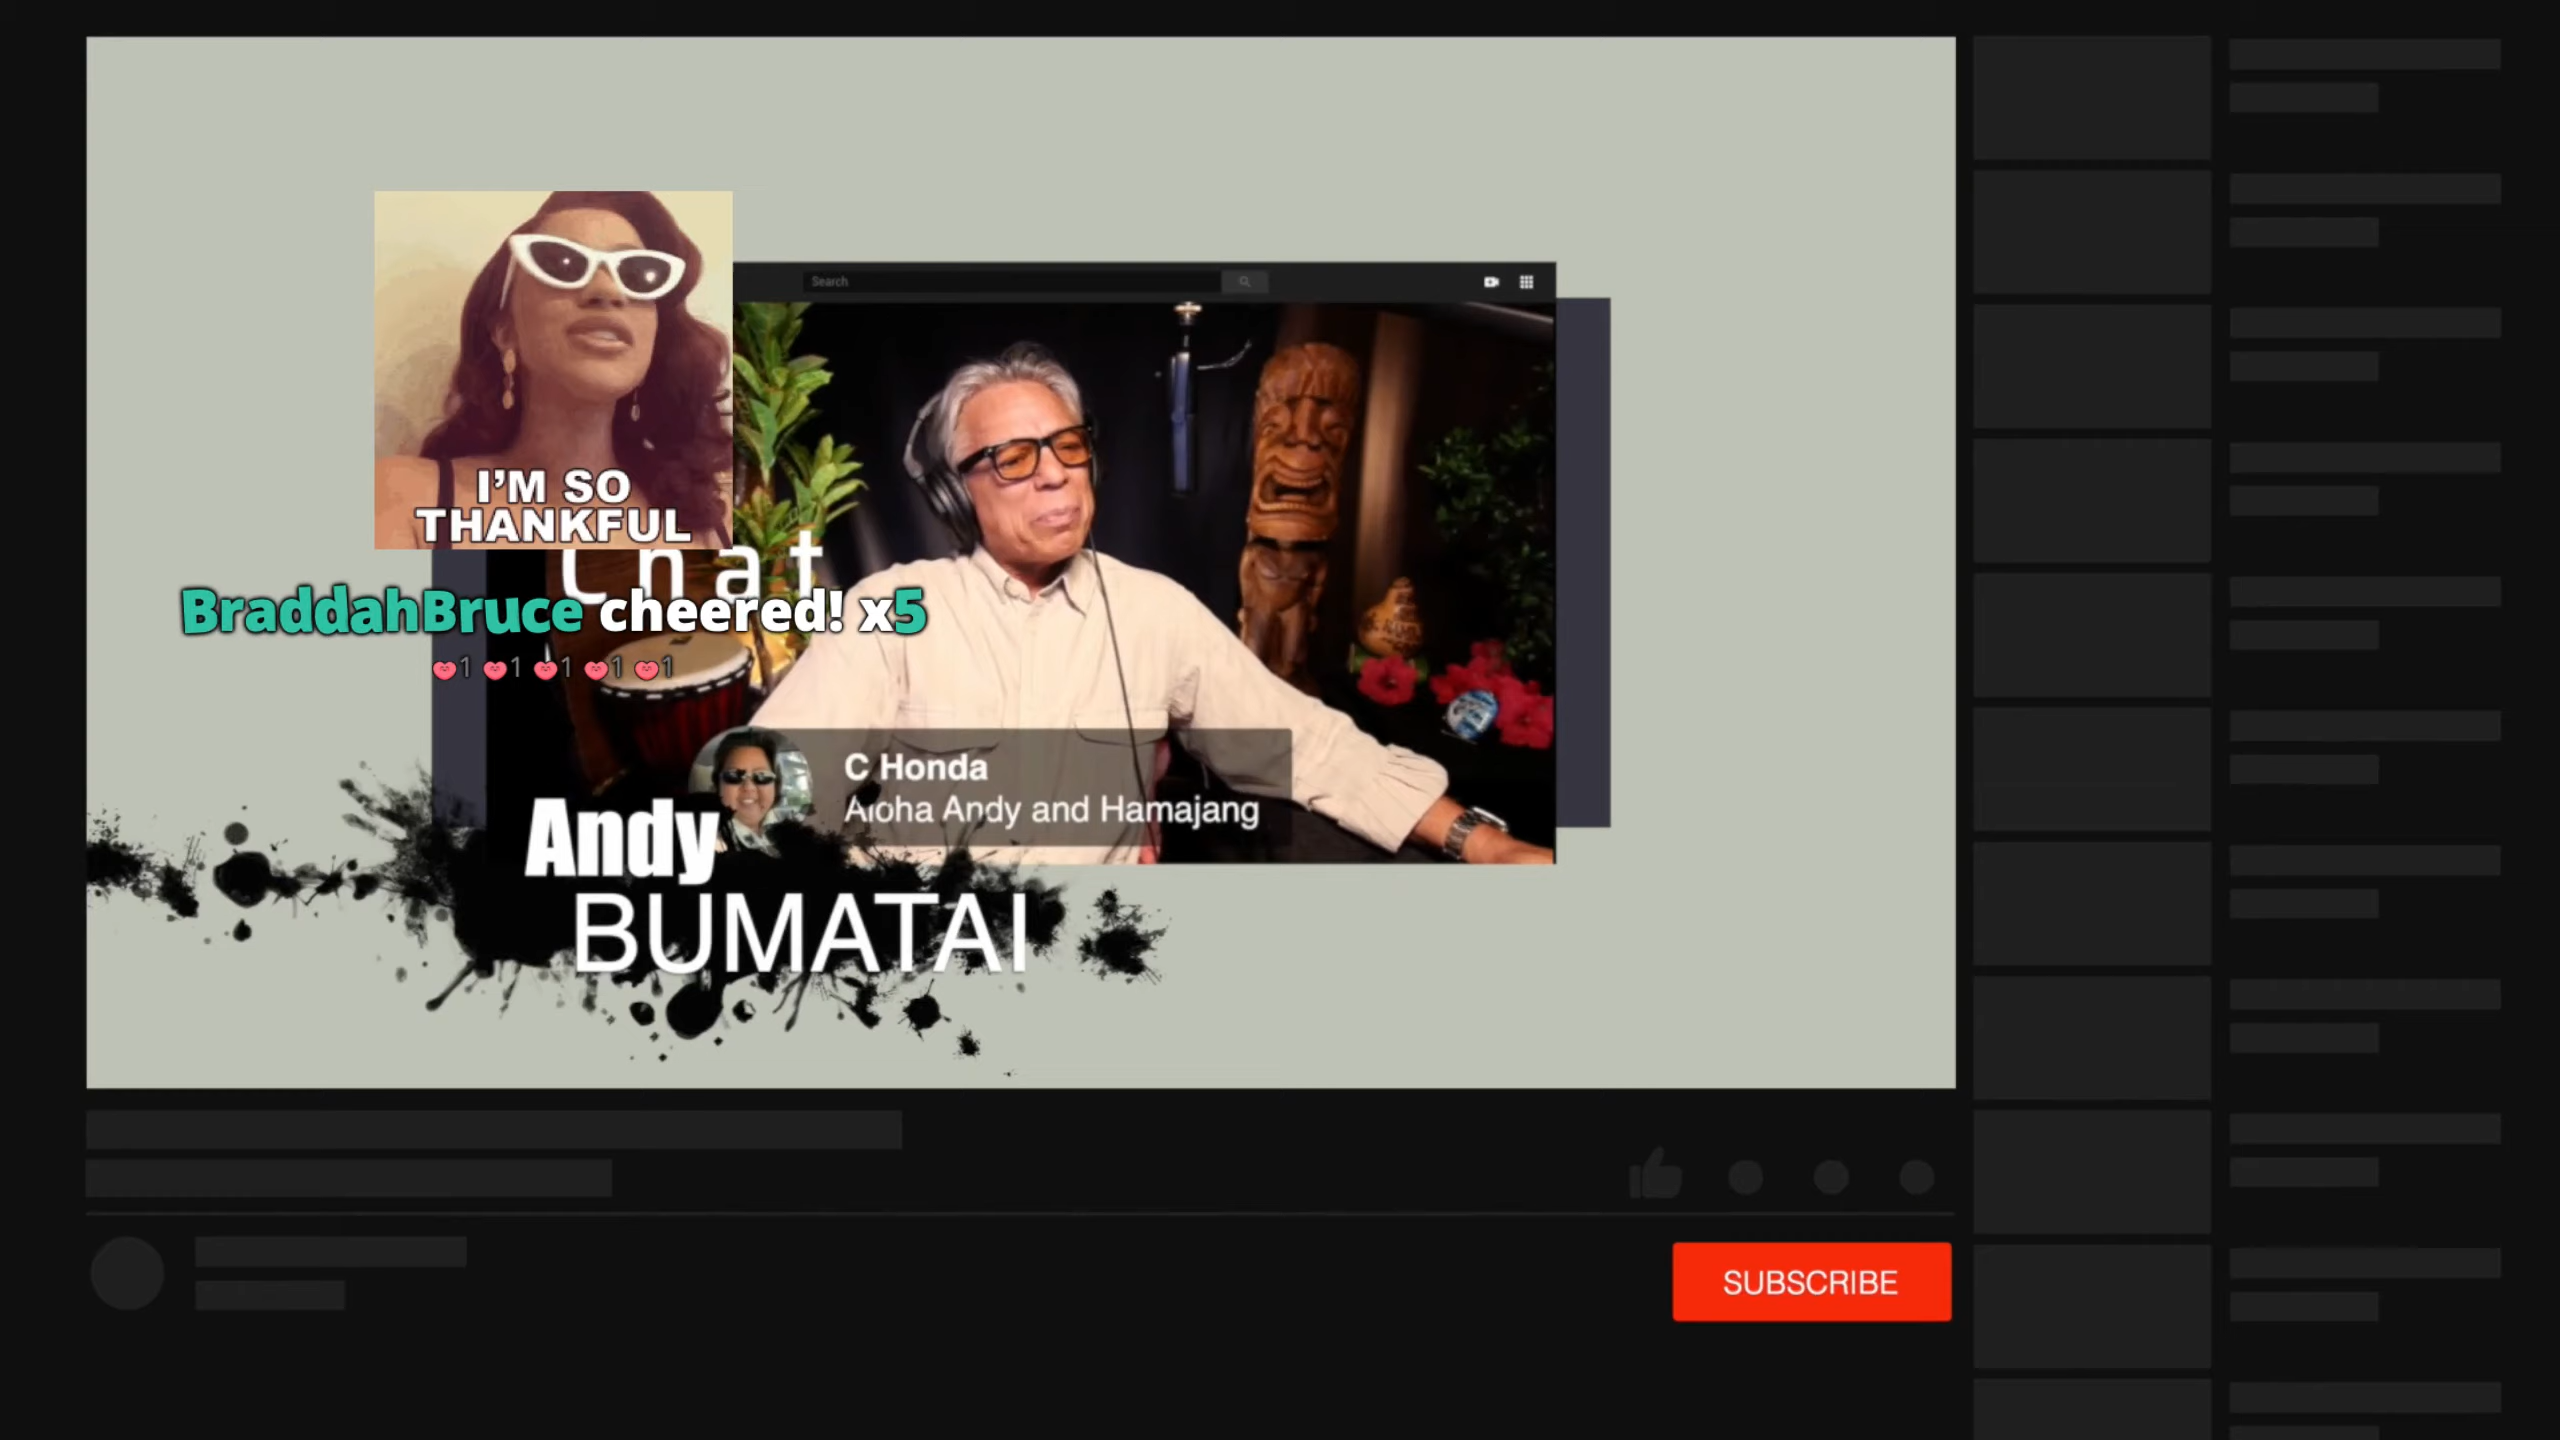 Search
I'M SO
THANKFUL
Chat
BraddahBruce cheered! x5
1 1 1 1 1
C Honda
Aloha Andy and Hamajang
Andy
BUMATAI
SUBSCRIBE